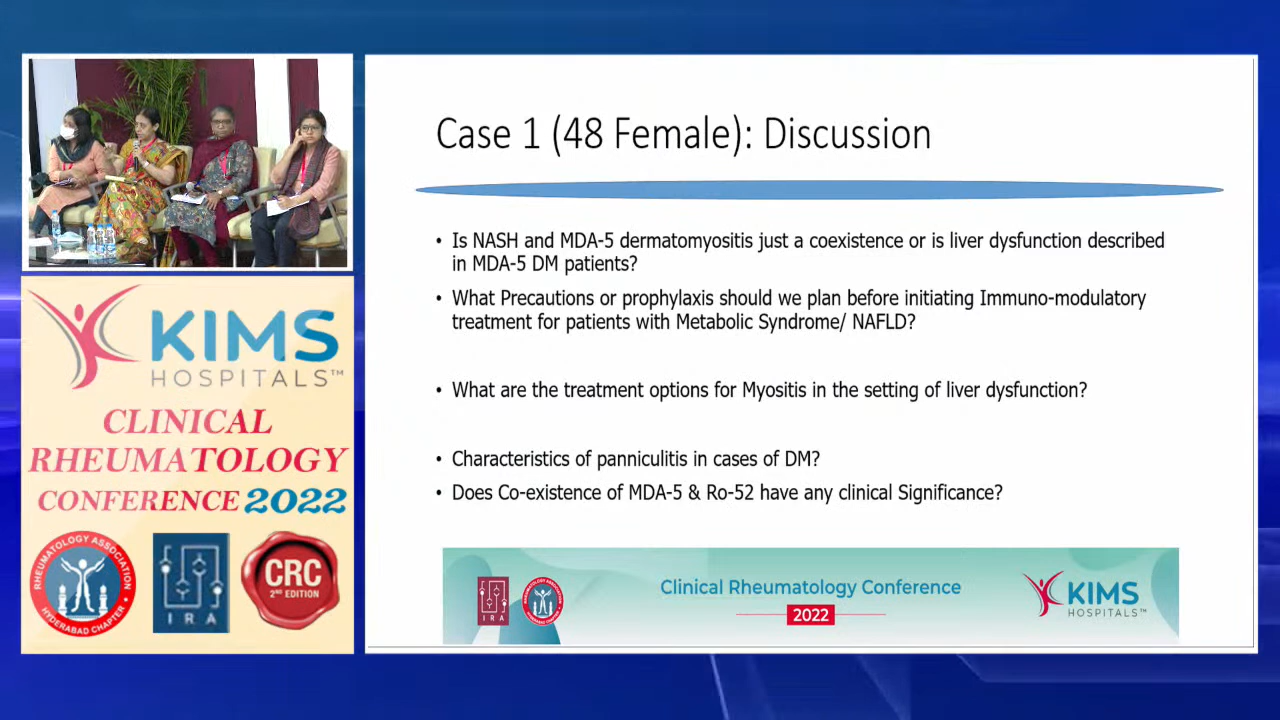 KIMS
HOSPITALS™
CLINICAL
RHEUMATOLOGY
CONFERENCE 2022
RHEUMATOLOGY ASSOCIATION
HYDERABAD CHAPTER
IRA
CRC
2ND EDITION
Case 1 (48 Female): Discussion
• Is NASH and MDA-5 dermatomyositis just a coexistence or is liver dysfunction described
in MDA-5 DM patients?
• What Precautions or prophylaxis should we plan before initiating Immuno-modulatory
treatment for patients with Metabolic Syndrome/ NAFLD?
• What are the treatment options for Myositis in the setting of liver dysfunction?
• Characteristics of panniculitis in cases of DM?
• Does Co-existence of MDA-5 & Ro-52 have any clinical Significance?
IRA
Clinical Rheumatology Conference
2022
KIMS
HOSPITALS™